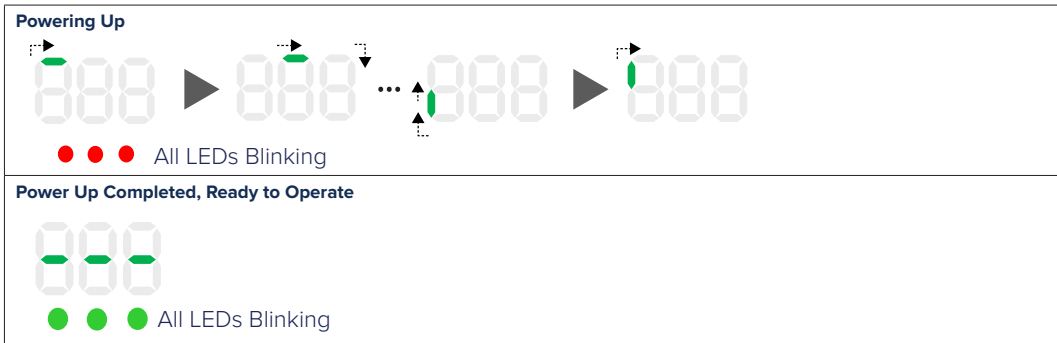 Powering Up
...
All LEDs Blinking
Power Up Completed, Ready to Operate
- - -
All LEDs Blinking